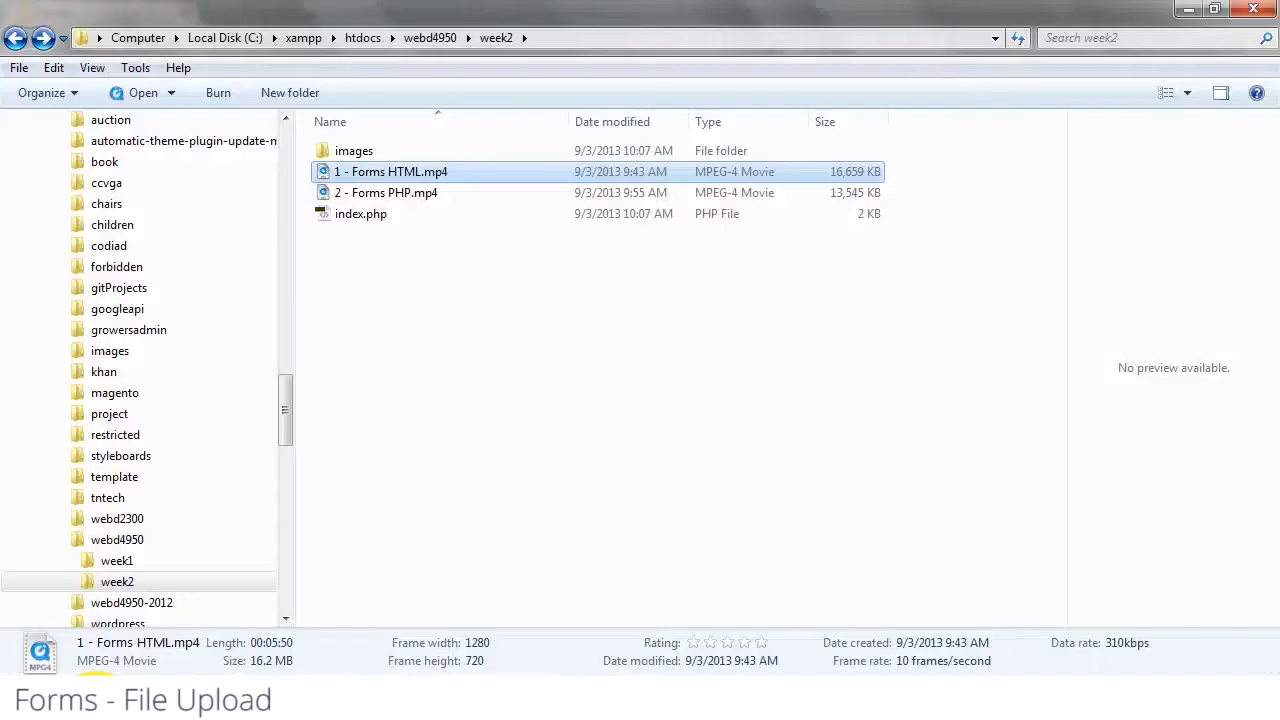 Computer Local Disk (C:) xampp htdocs webd4950 week2 Search week2
File Edit View Tools Help
Organize Open Burn New folder
auction
automatic-theme-plugin-update-m
book
ccvga
chairs
children
codiad
forbidden
gitProjects
googleapi
growersadmin
images
khan
magento
project
restricted
styleboards
template
tntech
webd2300
webd4950
week1
week2
webd4950-2012
wordpress
Name Date modified Type Size
images 9/3/2013 10:07 AM File folder
1 - Forms HTML.mp4 9/3/2013 9:43 AM MPEG-4 Movie 16,659 KB
2 - Forms PHP.mp4 9/3/2013 9:55 AM MPEG-4 Movie 13,545 KB
index.php 9/3/2013 10:07 AM PHP File 2 KB
No preview available.
MPEG4
1 - Forms HTML.mp4 Length: 00:05:50 Frame width: 1280 Rating: Date created: 9/3/2013 9:43 AM Data rate: 310kbps
MPEG-4 Movie Size: 16.2 MB Frame height: 720 Date modified: 9/3/2013 9:43 AM Frame rate: 10 frames/second
Forms - File Upload